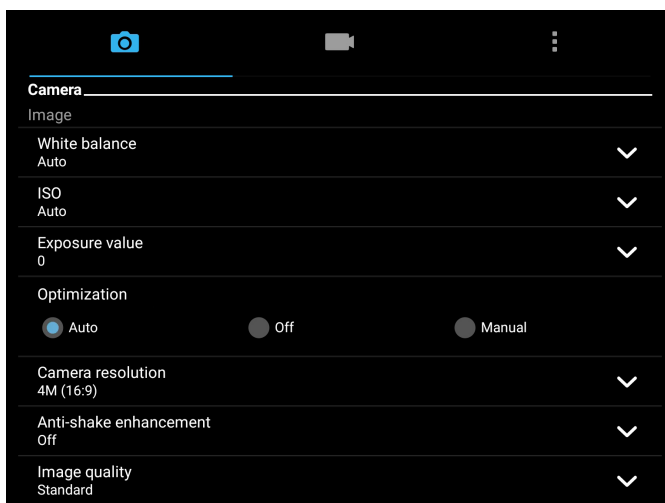 Camera
Image
White balance
Auto
ISO
Auto
Exposure value
0
Optimization
Auto Off Manual
Camera resolution
4M (16:9)
Anti-shake enhancement
Off
Image quality
Standard